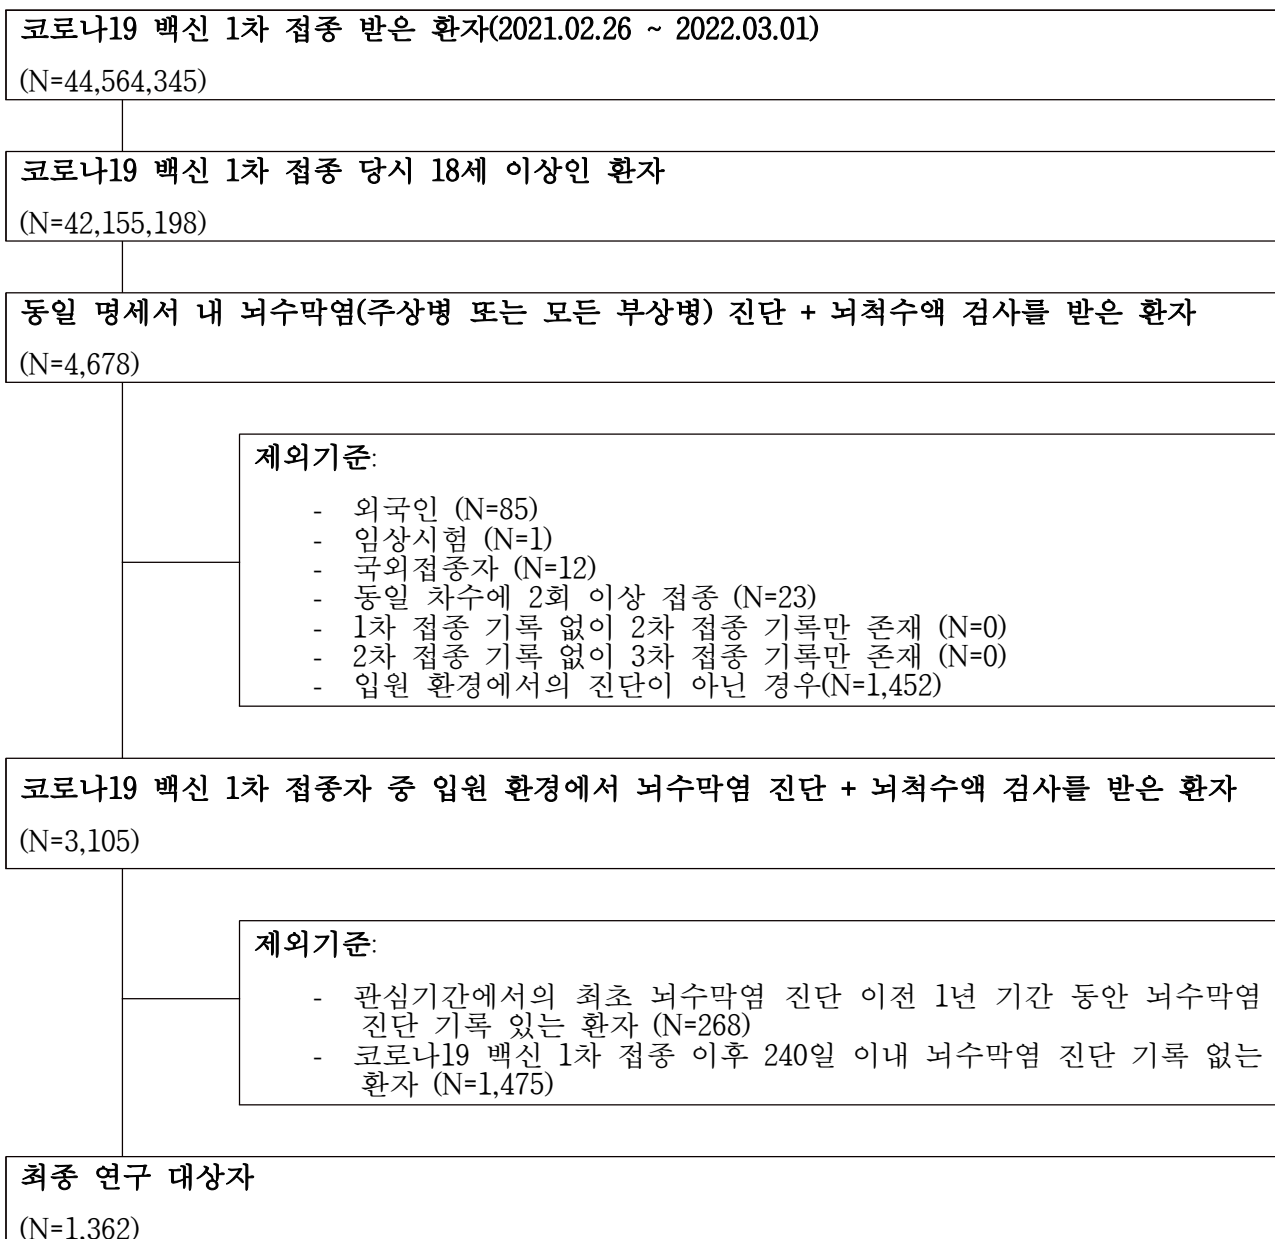 코로나19 백신 1차 접종 받은 환자(2021.02.26 ~ 2022.03.01)
(N=44,564,345)
코로나19 백신 1차 접종 당시 18세 이상인 환자
(N=42,155,198)
동일 명세서 내 뇌수막염(주상병 또는 모든 부상병) 진단 + 뇌척수액 검사를 받은 환자
(N=4,678)
제외기준:
- 외국인 (N=85)
- 임상시험 (N=1)
- 국외접종자 (N=12)
- 동일 차수에 2회 이상 접종 (N=23)
- 1차 접종 기록 없이 2차 접종 기록만 존재 (N=0)
- 2차 접종 기록 없이 3차 접종 기록만 존재 (N=0)
- 입원 환경에서의 진단이 아닌 경우(N=1,452)
코로나19 백신 1차 접종자 중 입원 환경에서 뇌수막염 진단 + 뇌척수액 검사를 받은 환자
(N=3,105)
제외기준:
- 관심기간에서의 최초 뇌수막염 진단 이전 1년 기간 동안 뇌수막염
진단 기록 있는 환자 (N=268)
- 코로나19 백신 1차 접종 이후 240일 이내 뇌수막염 진단 기록 없는
환자 (N=1,475)
최종 연구 대상자
(N=1,362)